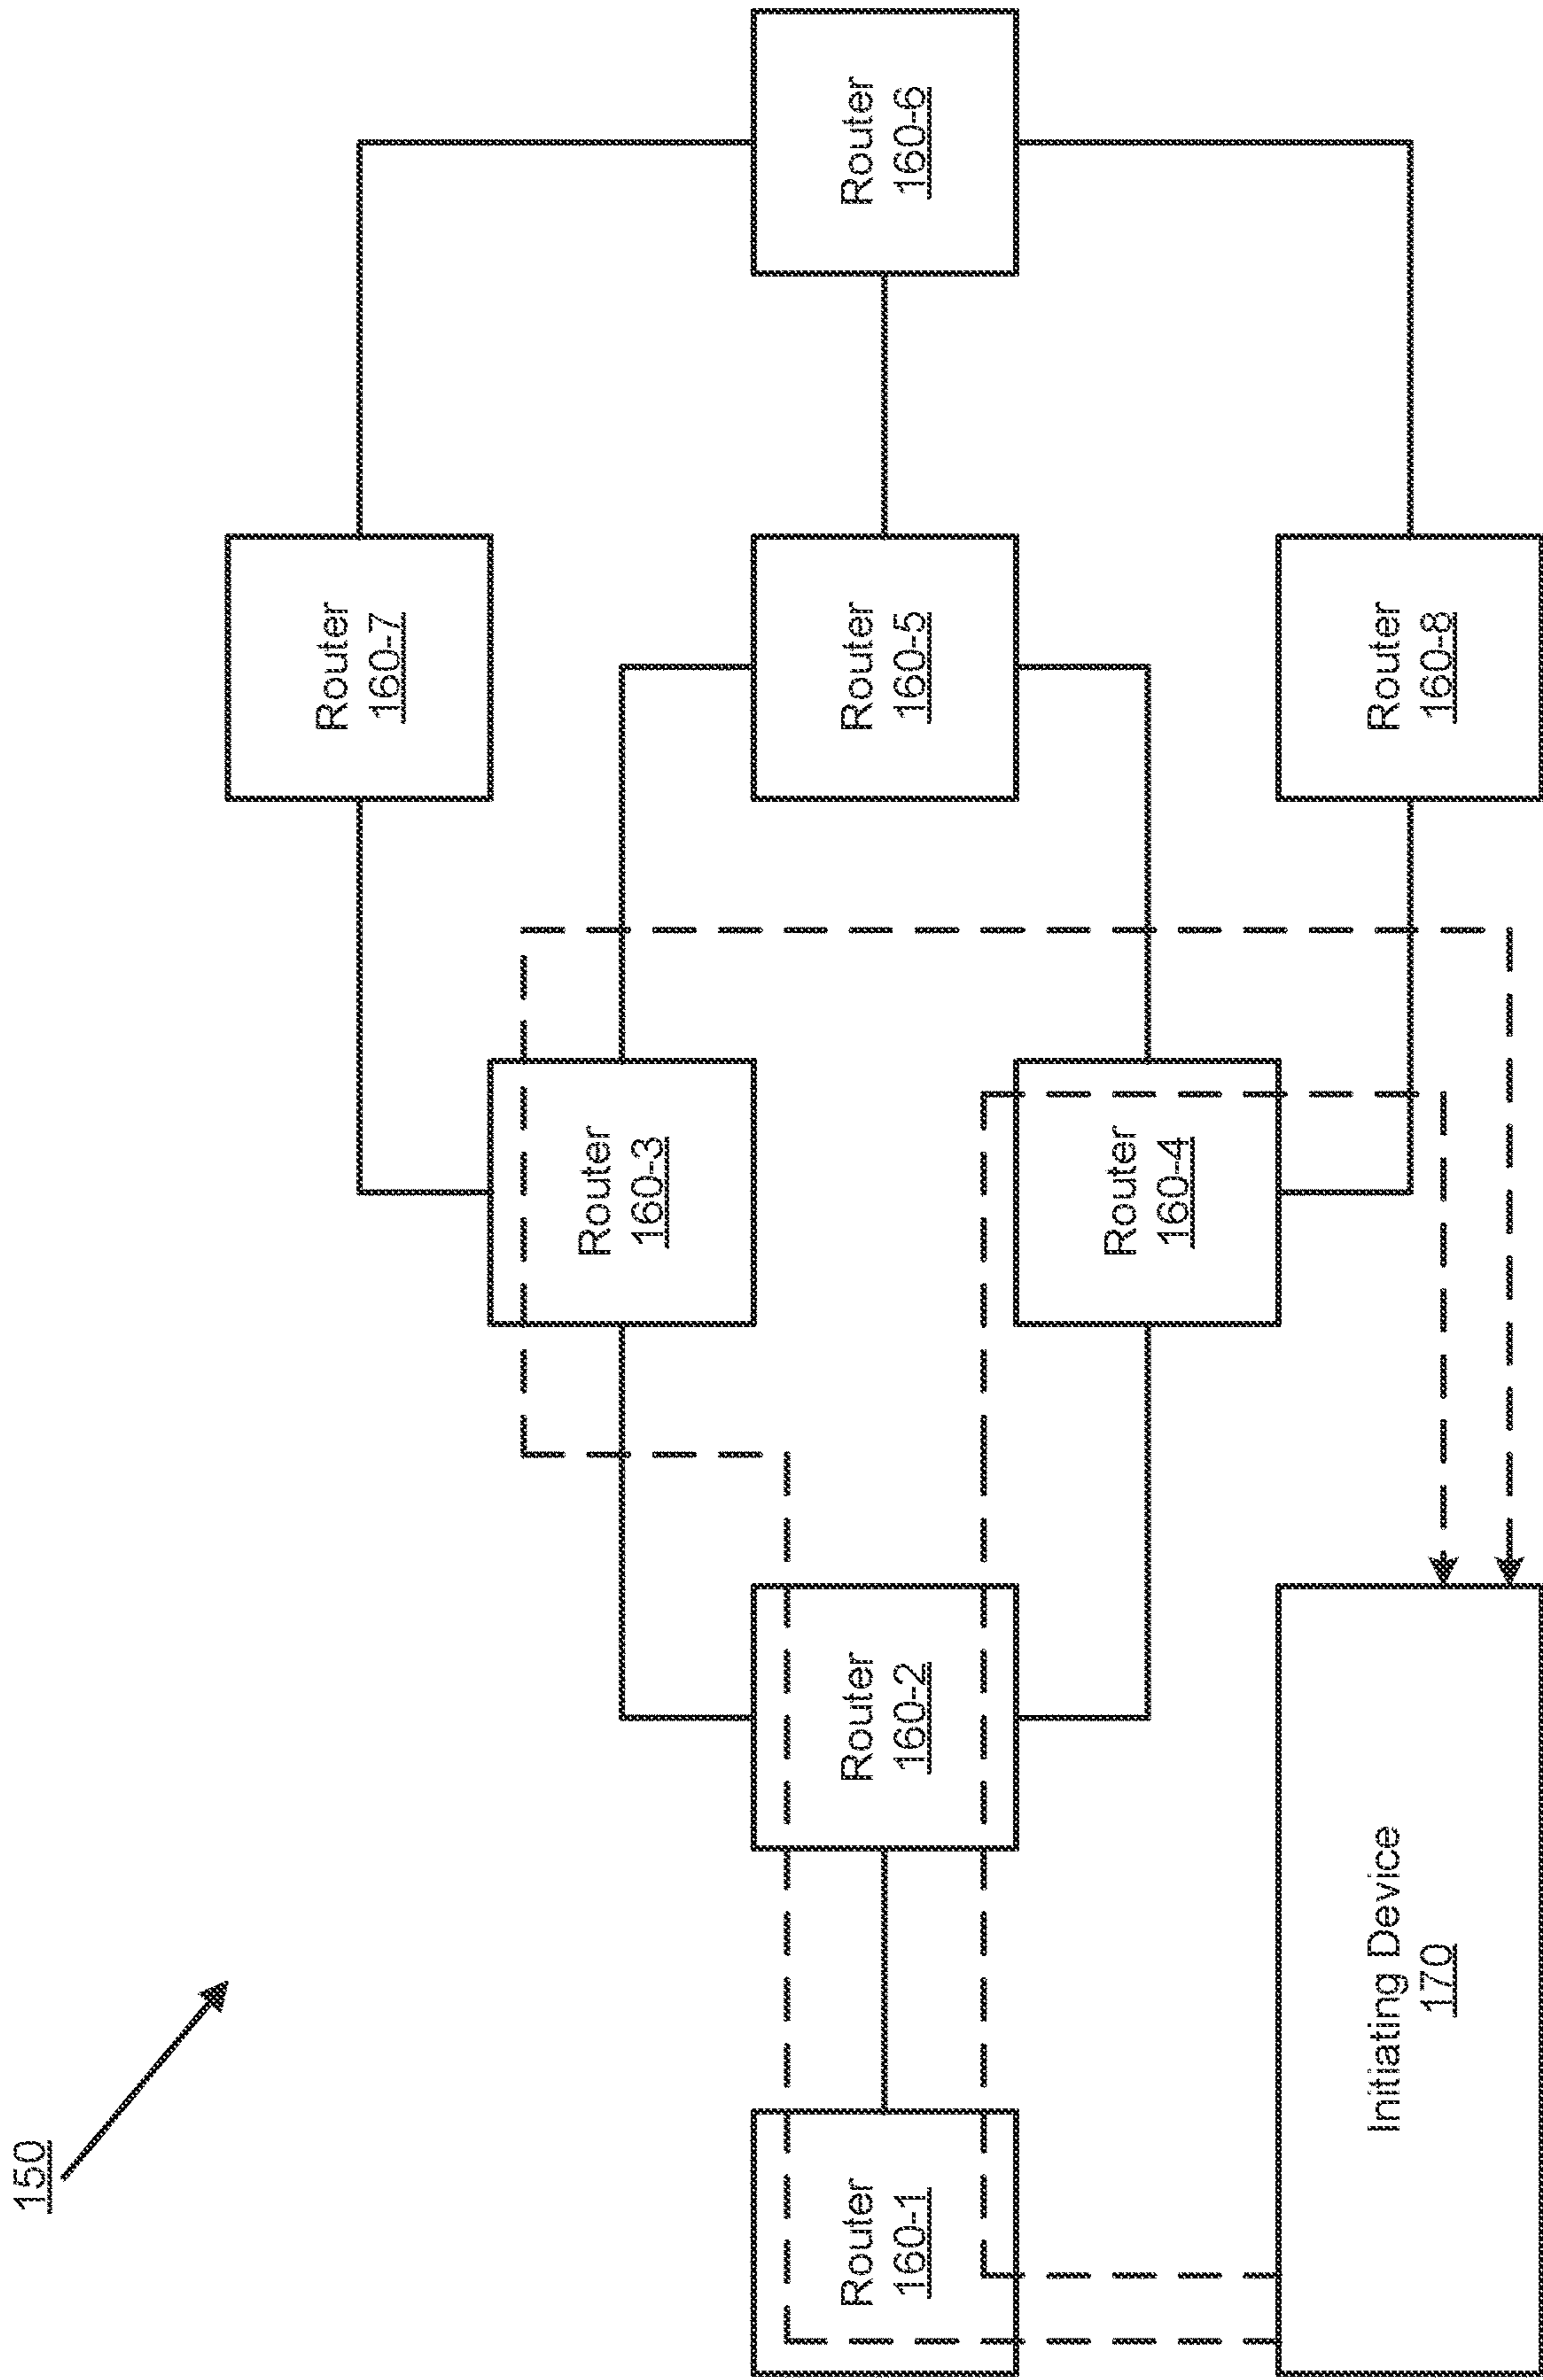 150
Router
160-1
Router
160-2
Router
160-3
Router
160-4
Router
160-5
Router
160-6
Router
160-7
Router
160-8
Initiating Device
170